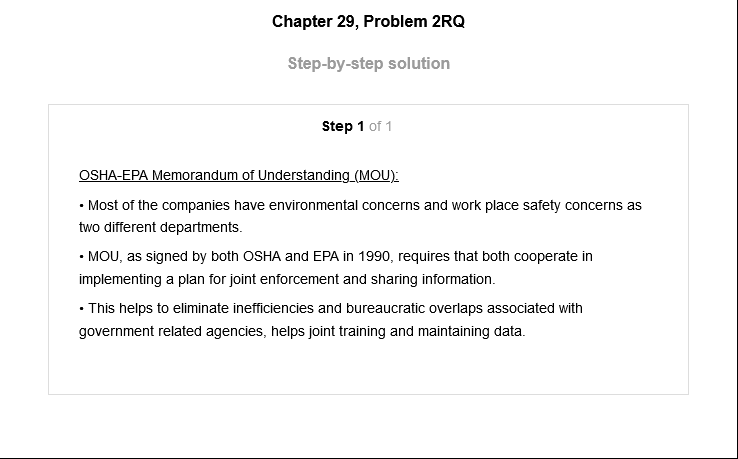 Chapter 29, Problem 2RQ
Step-by-step solution
Step 1 of 1
OSHA-EPA Memorandum of Understanding (MOU):
• Most of the companies have environmental concerns and work place safety concerns as
two different departments.
• MOU, as signed by both OSHA and EPA in 1990, requires that both cooperate in
implementing a plan for joint enforcement and sharing information.
• This helps to eliminate inefficiencies and bureaucratic overlaps associated with
government related agencies, helps joint training and maintaining data.